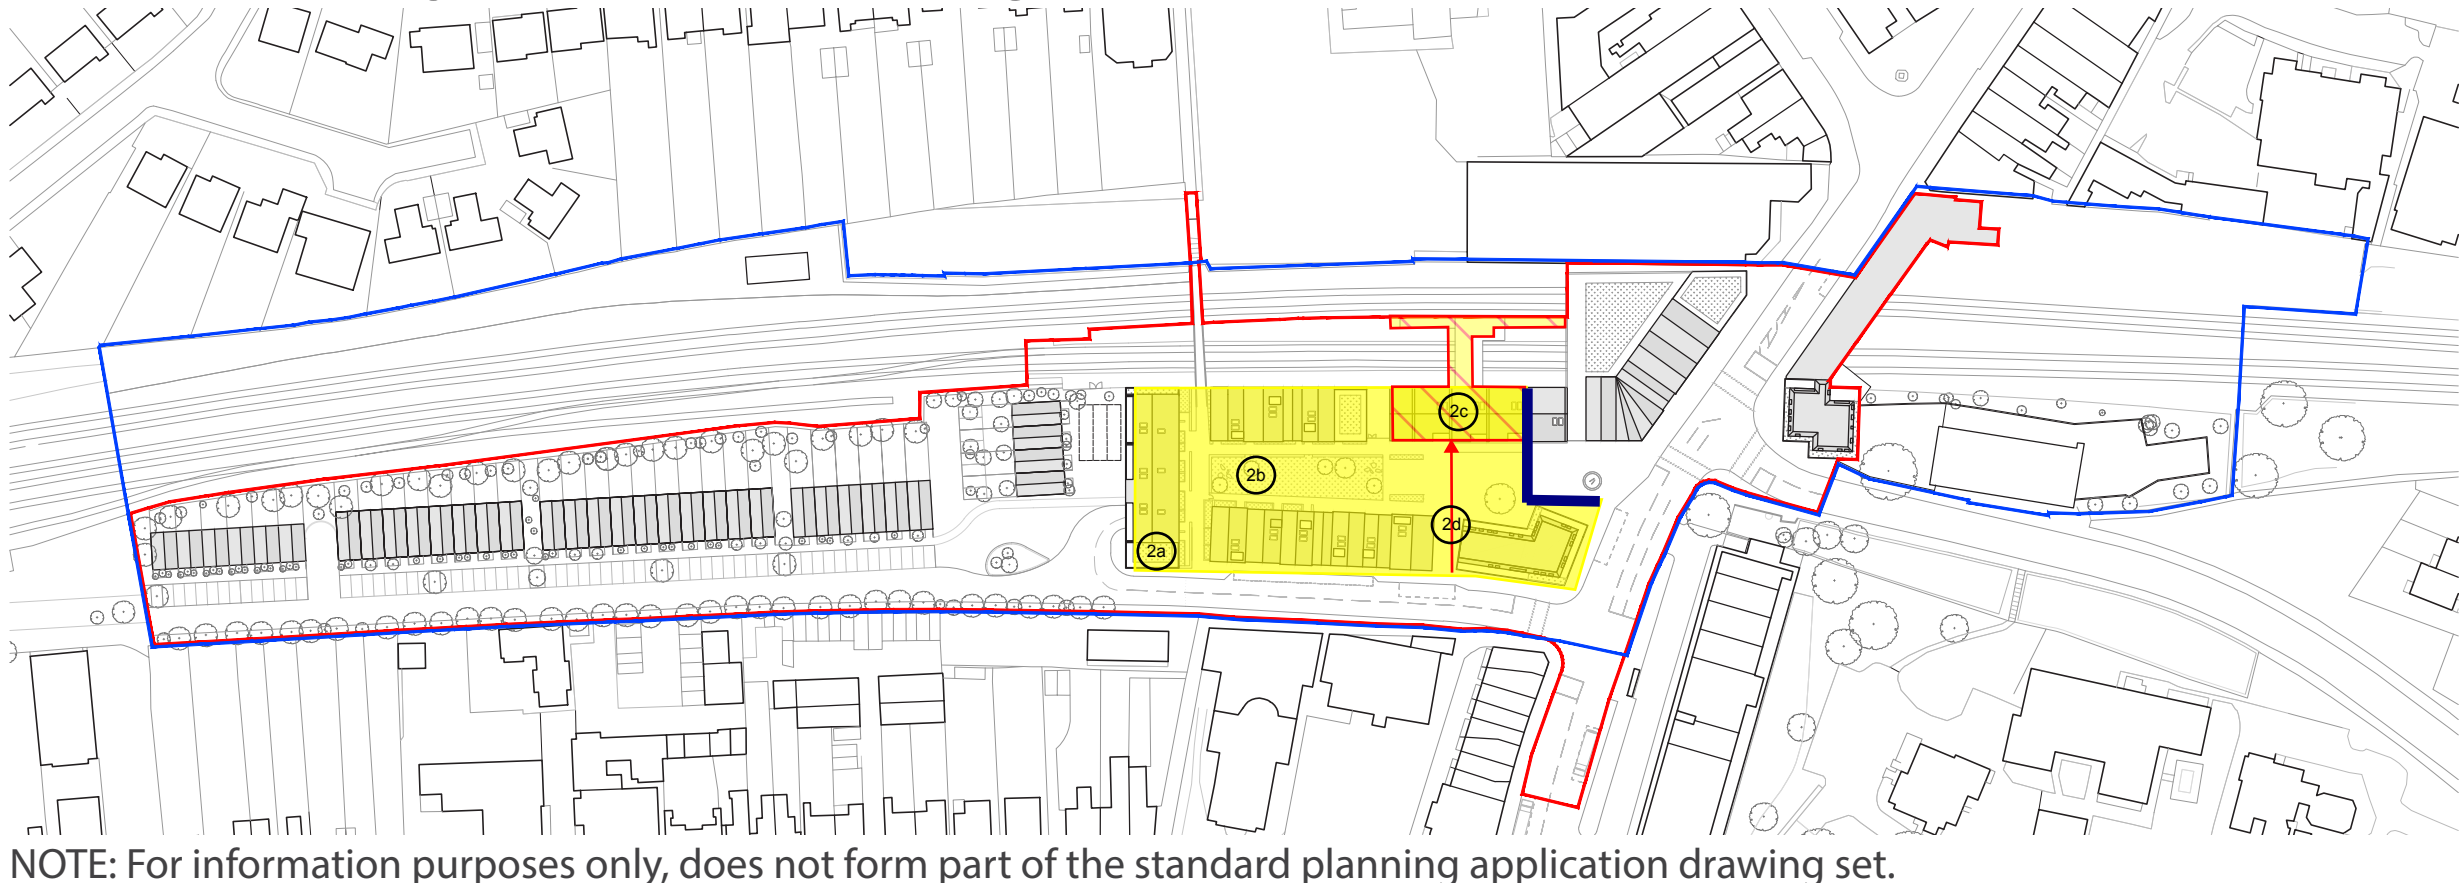 2c
2b
2d
2a
NOTE: For information purposes only, does not form part of the standard planning application drawing set.